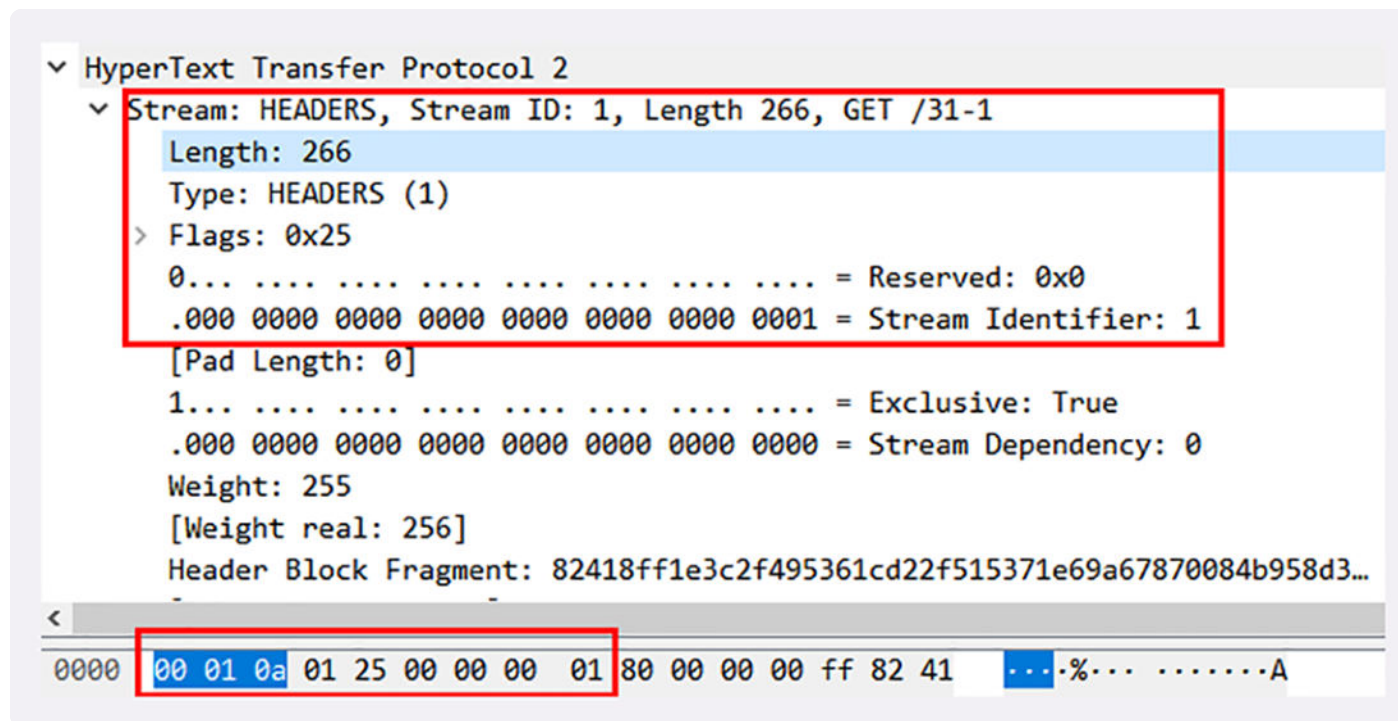 HyperText Transfer Protocol 2
Stream: HEADERS, Stream ID: 1, Length 266, GET /31-1
Length: 266
Type: HEADERS (1)
Flags: 0x25
0... .... .... .... .... .... .... .... = Reserved: 0x0
.000 0000 0000 0000 0000 0000 0000 0001 = Stream Identifier: 1
[Pad Length: 0]
1... .... .... .... .... .... .... .... = Exclusive: True
.000 0000 0000 0000 0000 0000 0000 0000 = Stream Dependency: 0
Weight: 255
[Weight real: 256]
Header Block Fragment: 82418ff1e3c2f495361cd22f515371e69a67870084b958d3…
0000 00 01 0a 01 25 00 00 00 01 80 00 00 00 ff 82 41 ····%··· ·······A